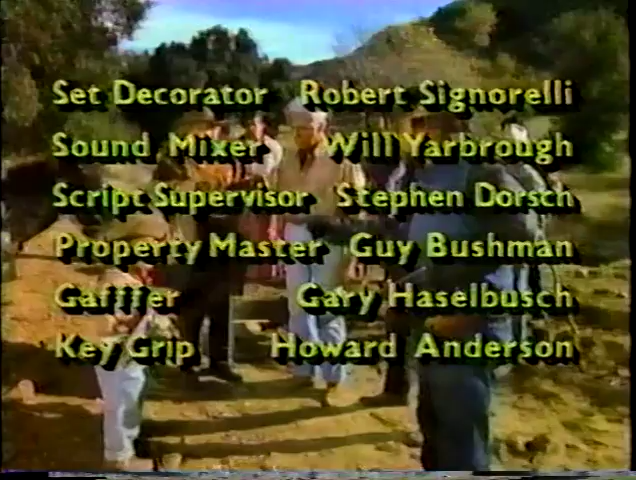 Set Decorator Robert Signorelli
Sound Mixer Will Yarbrough
Script Supervisor Stephen Dorsch
Property Master Guy Bushman
Gafffer Gary Haselbusch
Key Grip Howard Anderson